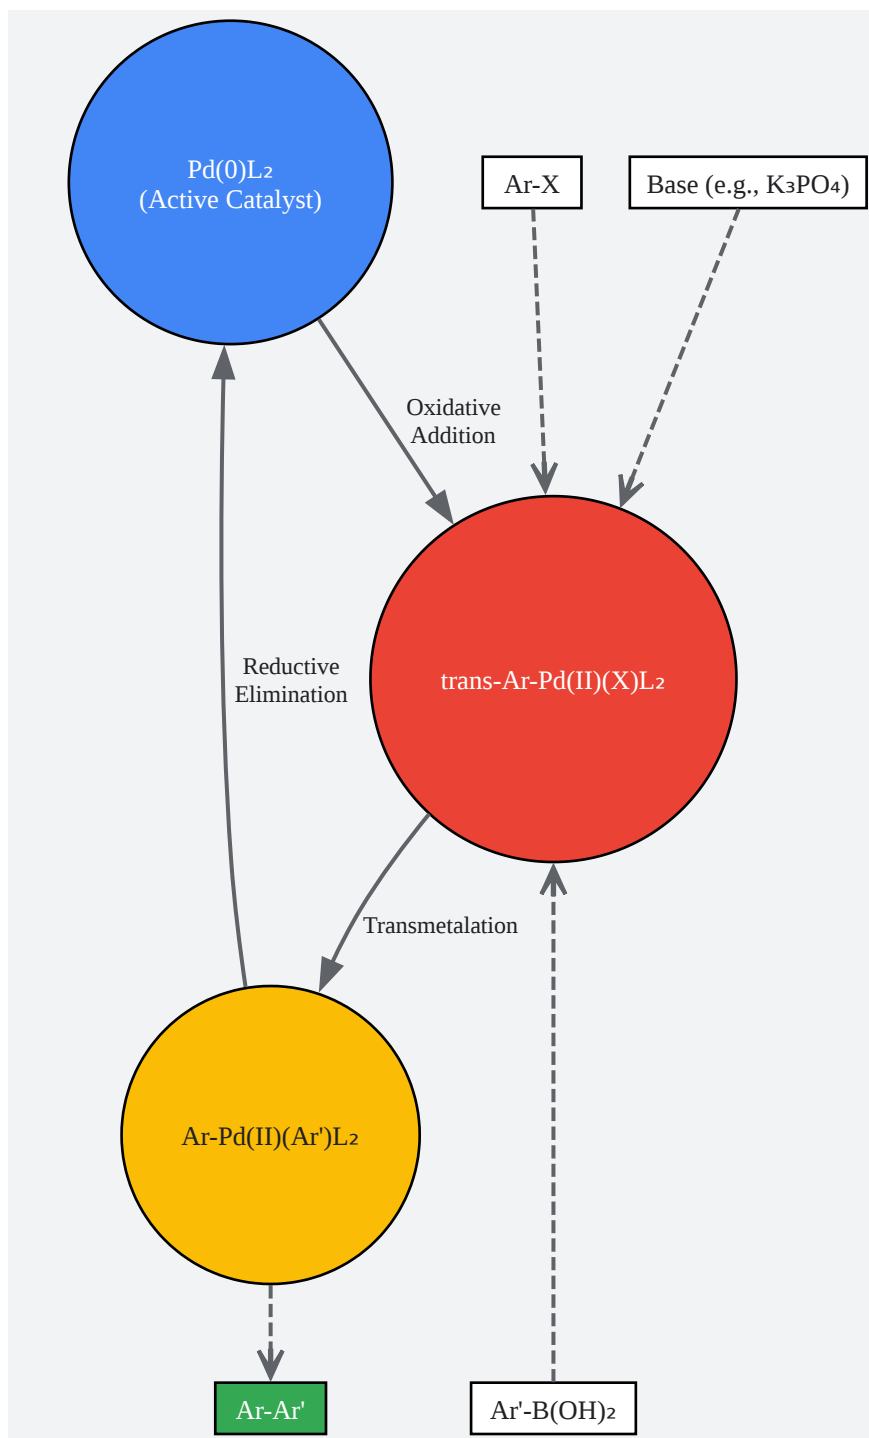 Pd(0)L₂
(Active Catalyst)
Ar-X
Base (e.g., K₃PO₄)
Oxidative
Addition
Reductive
Elimination
trans-Ar-Pd(II)(X)L₂
Transmetalation
Ar-Pd(II)(Ar')L₂
Ar-Ar'
Ar'-B(OH)₂